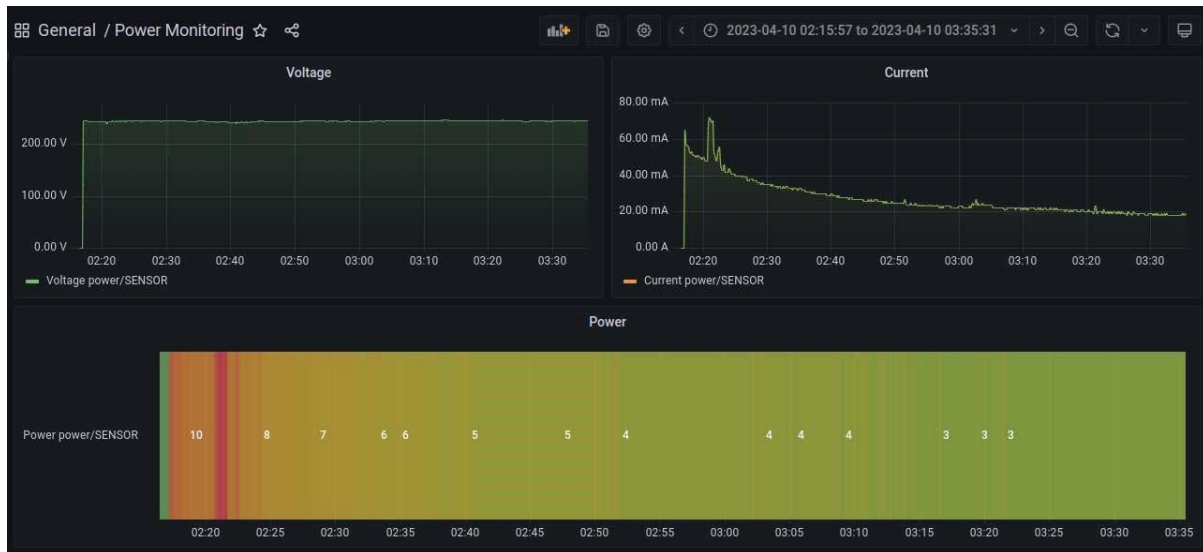 General / Power Monitoring
2023-04-10 02:15:57 to 2023-04-10 03:35:31
Voltage
200.00 V
100.00 V
0.00 V
02:20 02:30 02:40 02:50 03:00 03:10 03:20 03:30
Voltage power/SENSOR
Current
80.00 mA
60.00 mA
40.00 mA
20.00 mA
0.00 A
02:20 02:30 02:40 02:50 03:00 03:10 03:20 03:30
Current power/SENSOR
Power
Power power/SENSOR
10 8 7 6 6 5 5 4 4 4 4 3 3 3
02:20 02:25 02:30 02:35 02:40 02:45 02:50 02:55 03:00 03:05 03:10 03:15 03:20 03:25 03:30 03:35